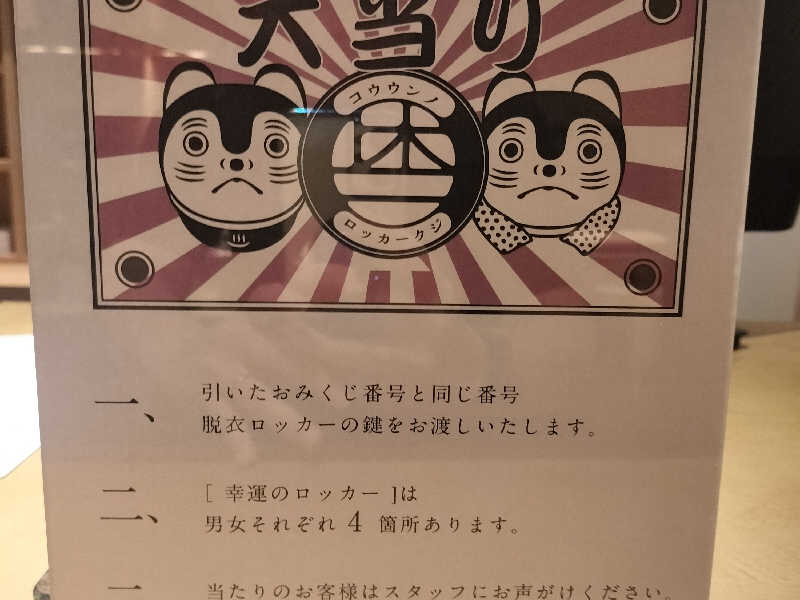 大当り
コウウンノ
ロッカークジ
一、
引いたおみくじ番号と同じ番号
脱衣ロッカーの鍵をお渡しいたします。
二、
[ 幸運のロッカー ]は
男女それぞれ 4 箇所あります。
当たりのお客様はスタッフにお声がけください。